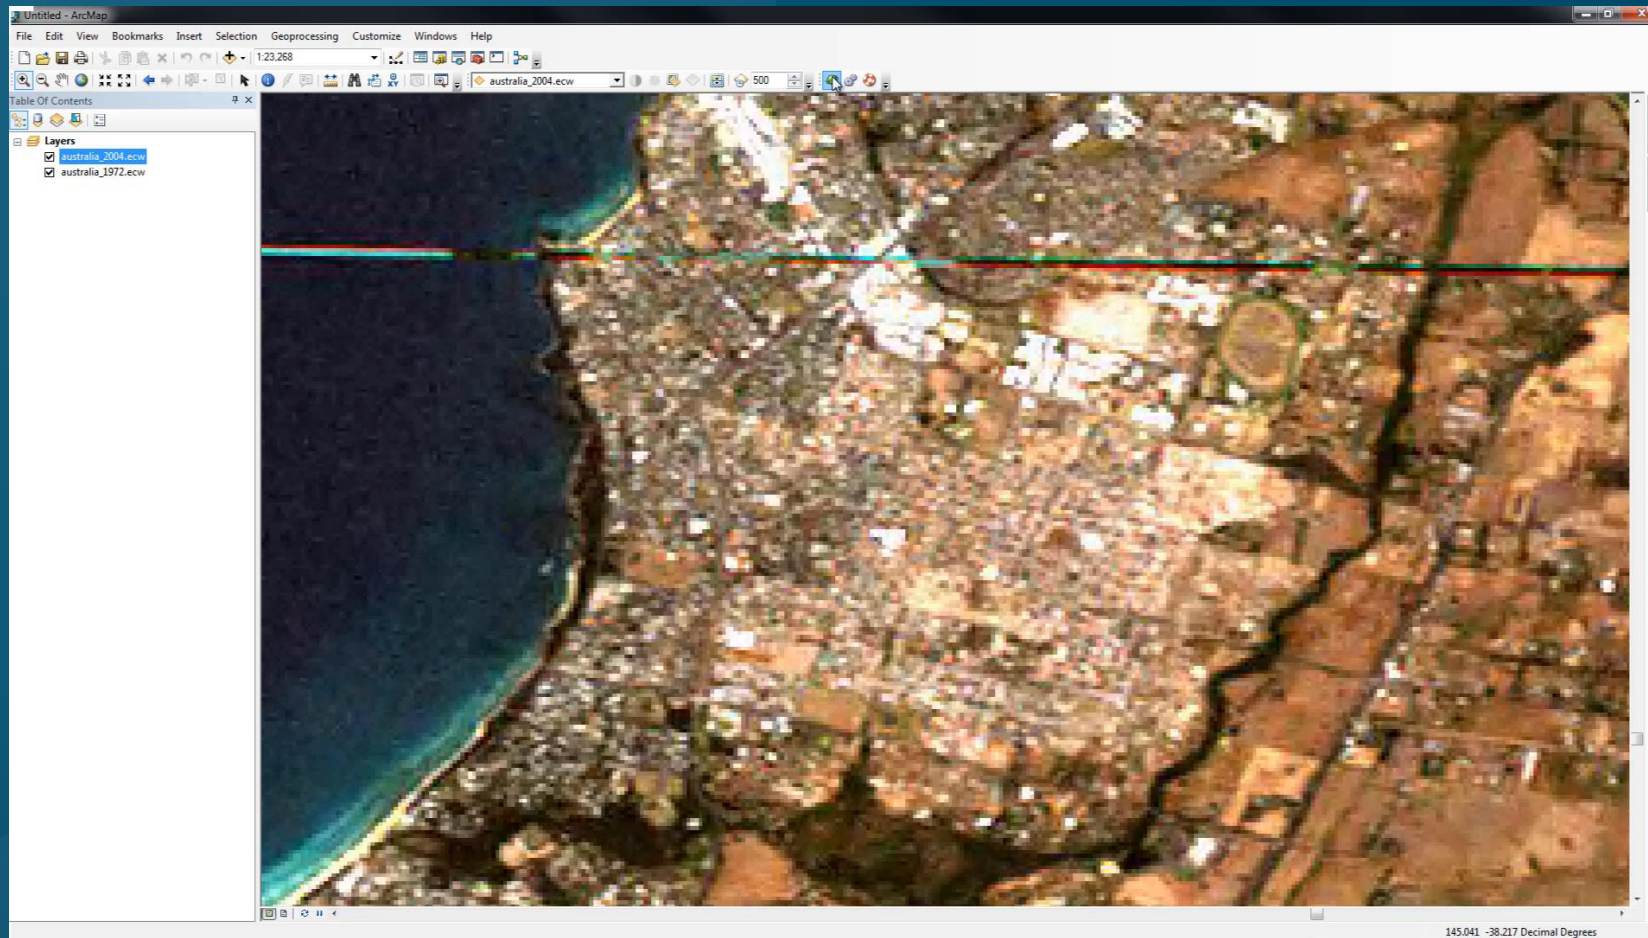 Untitled - ArcMap
File Edit View Bookmarks Insert Selection Geoprocessing Customize Windows Help
1:23,268
australia_2004.ecw 500
Table Of Contents
Layers
australia_2004.ecw
australia_1972.ecw
145.041 -38.217 Decimal Degrees